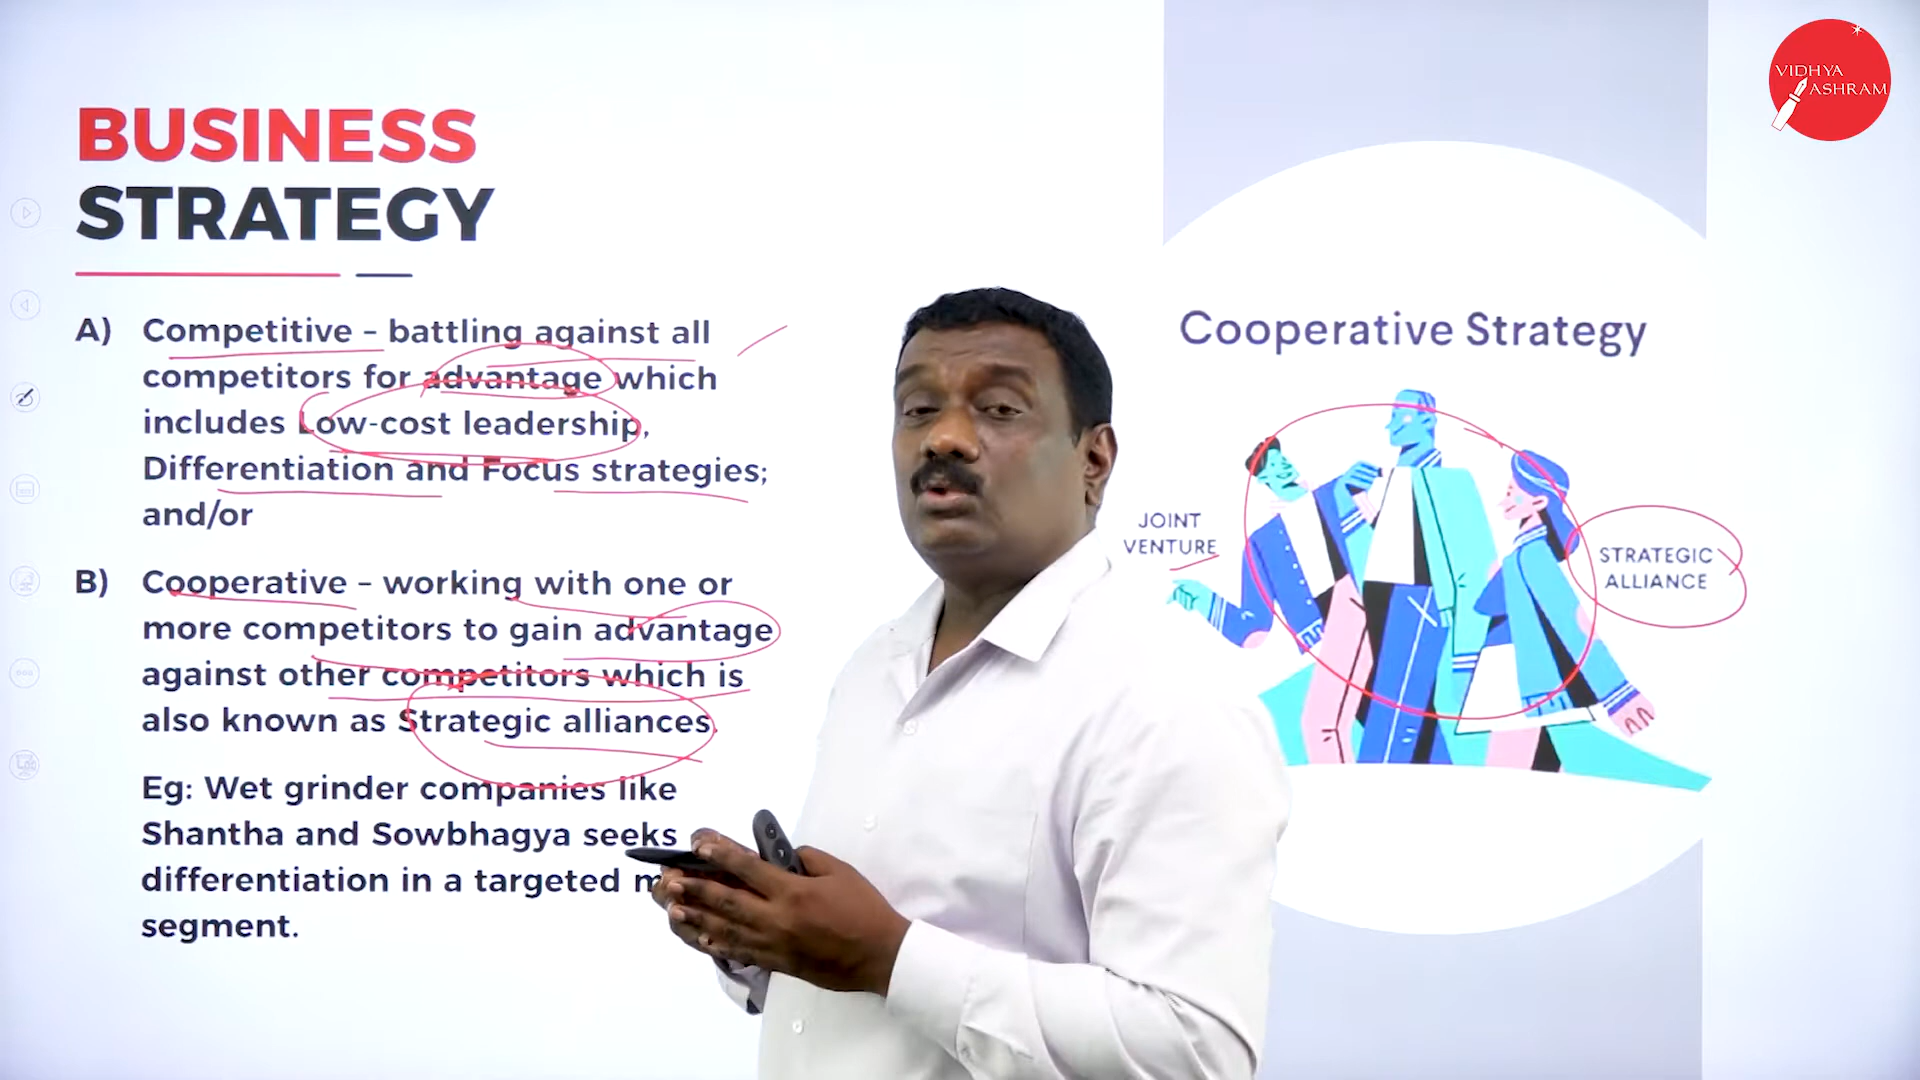 VIDHYA
ASHRAM
BUSINESS
STRATEGY
A) Competitive – battling against all
competitors for advantage which
includes Low-cost leadership,
Differentiation and Focus strategies;
and/or
B) Cooperative – working with one or
more competitors to gain advantage
against other competitors which is
also known as Strategic alliances.
Eg: Wet grinder companies like
Shantha and Sowbhagya seeks
differentiation in a targeted
segment.
Cooperative Strategy
JOINT
VENTURE
STRATEGIC
ALLIANCE